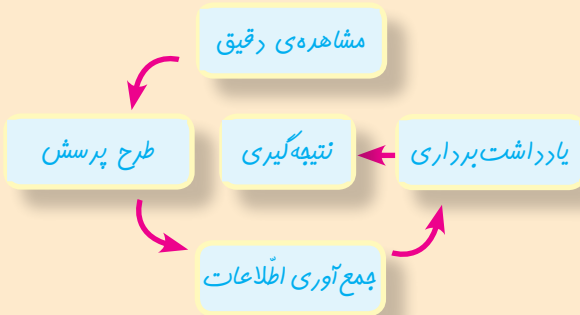 مشاهده‌ی دقیق
طرح پرسش
جمع‌آوری اطّلاعات
یادداشت‌برداری
نتیجه‌گیری